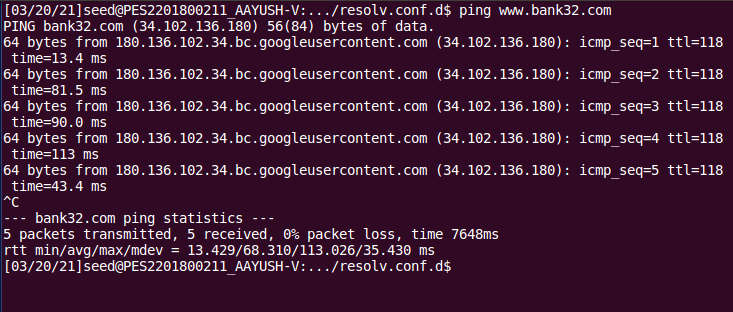 [03/20/21]seed@PES2201800211_AAYUSH-V:.../resolv.conf.d$ ping www.bank32.com
PING bank32.com (34.102.136.180) 56(84) bytes of data.
64 bytes from 180.136.102.34.bc.googleusercontent.com (34.102.136.180): icmp_seq=1 ttl=118
 time=13.4 ms
64 bytes from 180.136.102.34.bc.googleusercontent.com (34.102.136.180): icmp_seq=2 ttl=118
 time=81.5 ms
64 bytes from 180.136.102.34.bc.googleusercontent.com (34.102.136.180): icmp_seq=3 ttl=118
 time=90.0 ms
64 bytes from 180.136.102.34.bc.googleusercontent.com (34.102.136.180): icmp_seq=4 ttl=118
 time=113 ms
64 bytes from 180.136.102.34.bc.googleusercontent.com (34.102.136.180): icmp_seq=5 ttl=118
 time=43.4 ms
^C
--- bank32.com ping statistics ---
5 packets transmitted, 5 received, 0% packet loss, time 7648ms
rtt min/avg/max/mdev = 13.429/68.310/113.026/35.430 ms
[03/20/21]seed@PES2201800211_AAYUSH-V:.../resolv.conf.d$